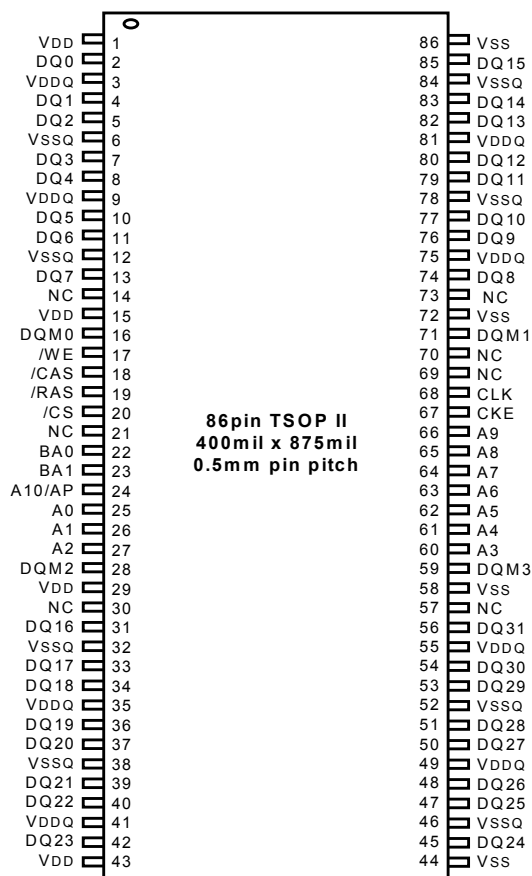 VDD 1 86 VSS
DQ0 2 85 DQ15
VDDQ 3 84 VSSQ
DQ1 4 83 DQ14
DQ2 5 82 DQ13
VSSQ 6 81 VDDQ
DQ3 7 80 DQ12
DQ4 8 79 DQ11
VDDQ 9 78 VSSQ
DQ5 10 77 DQ10
DQ6 11 76 DQ9
VSSQ 12 75 VDDQ
DQ7 13 74 DQ8
NC 14 73 NC
VDD 15 72 VSS
DQM0 16 71 DQM1
/WE 17 70 NC
/CAS 18 69 NC
/RAS 19 68 CLK
/CS 20 67 CKE
NC 21 66 A9
BA0 22 65 A8
BA1 23 64 A7
A10/AP 24 63 A6
A0 25 62 A5
A1 26 61 A4
A2 27 60 A3
DQM2 28 59 DQM3
VDD 29 58 VSS
NC 30 57 NC
DQ16 31 56 DQ31
VSSQ 32 55 VDDQ
DQ17 33 54 DQ30
DQ18 34 53 DQ29
VDDQ 35 52 VSSQ
DQ19 36 51 DQ28
DQ20 37 50 DQ27
VSSQ 38 49 VDDQ
DQ21 39 48 DQ26
DQ22 40 47 DQ25
VDDQ 41 46 VSSQ
DQ23 42 45 DQ24
VDD 43 44 VSS
86pin TSOP II
400mil x 875mil
0.5mm pin pitch